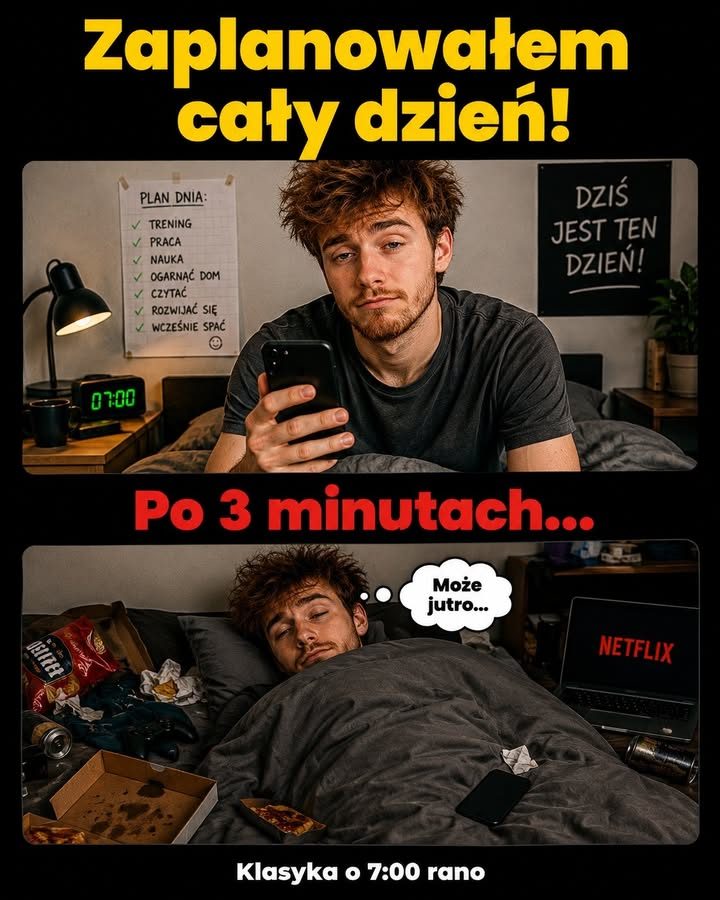 Zaplanowałem
cały dzień!
PLAN DNIA:
✓ TRENING
✓ PRACA
✓ NAUKA
✓ OGARNĄĆ DOM
✓ CZYTAĆ
✓ ROZWIJAĆ SIĘ
✓ WCZEŚNIE SPAĆ
07:00
DZIŚ
JEST TEN
DZIEŃ!
Po 3 minutach...
Może
jutro...
NETFLIX
Klasyka o 7:00 rano